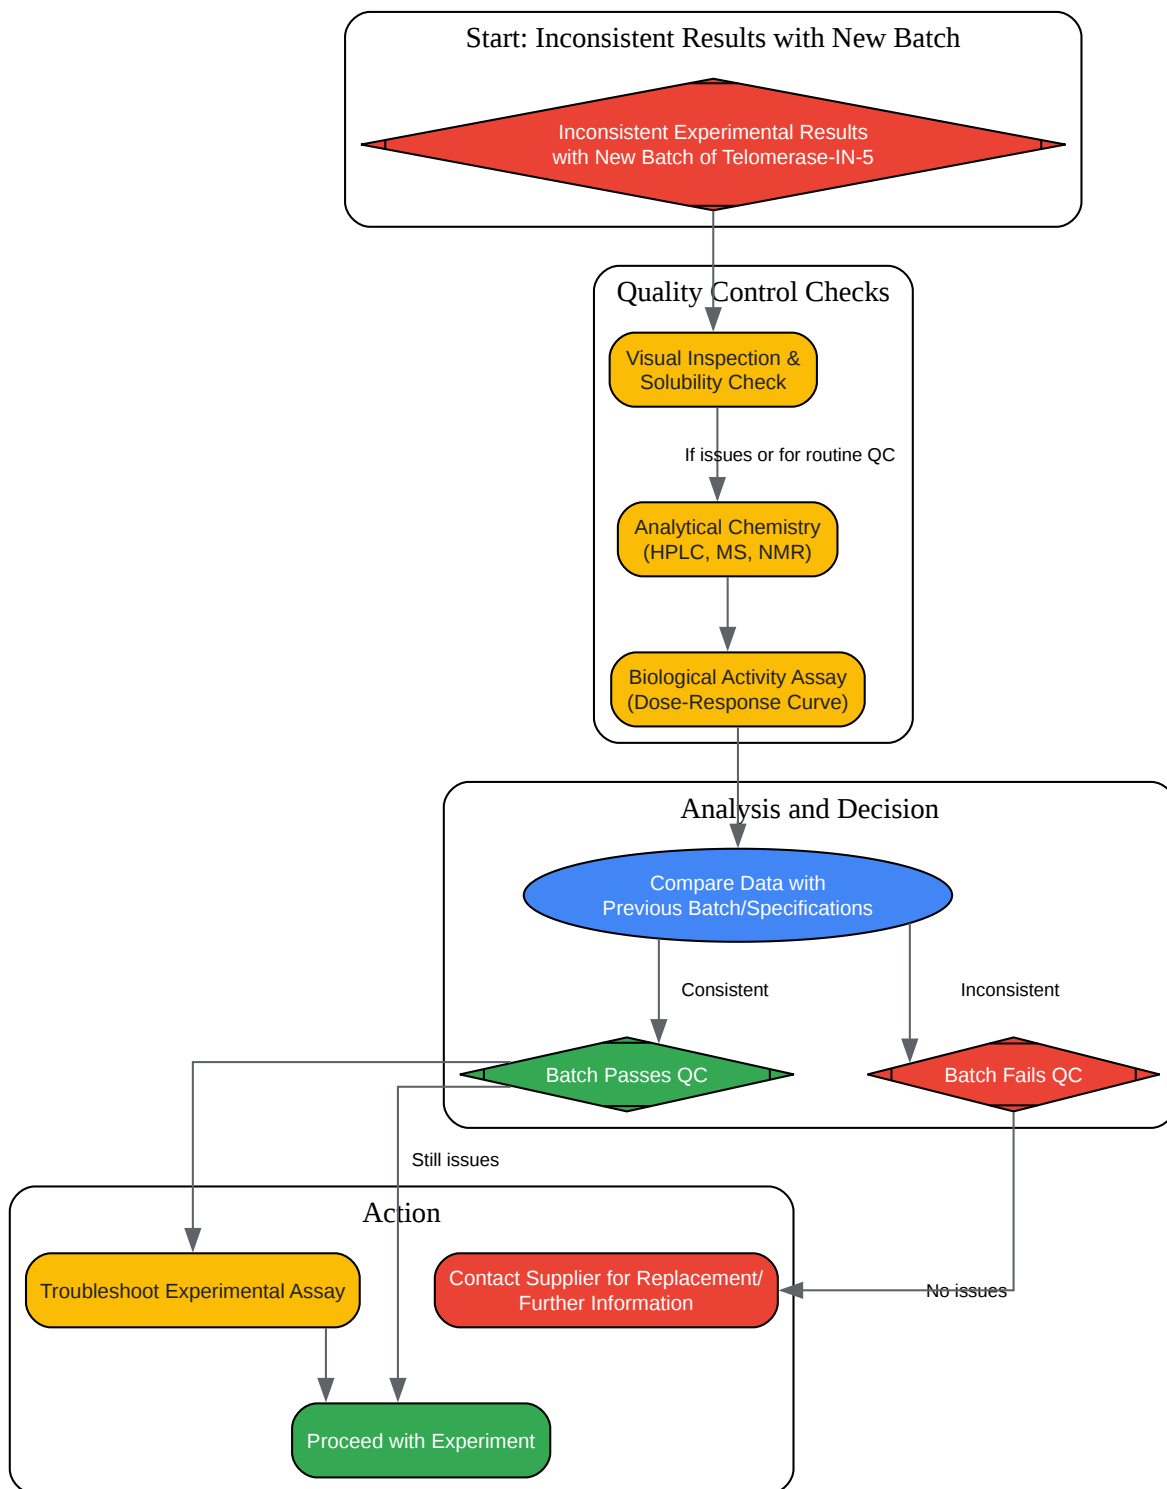 Start: Inconsistent Results with New Batch
Inconsistent Experimental Results
with New Batch of Telomerase-IN-5
Quality Control Checks
Visual Inspection &
Solubility Check
If issues or for routine QC
Analytical Chemistry
(HPLC, MS, NMR)
Biological Activity Assay
(Dose-Response Curve)
Analysis and Decision
Compare Data with
Previous Batch/Specifications
Consistent
Inconsistent
Batch Passes QC
Batch Fails QC
Still issues
Action
Troubleshoot Experimental Assay
Contact Supplier for Replacement/
Further Information
No issues
Proceed with Experiment